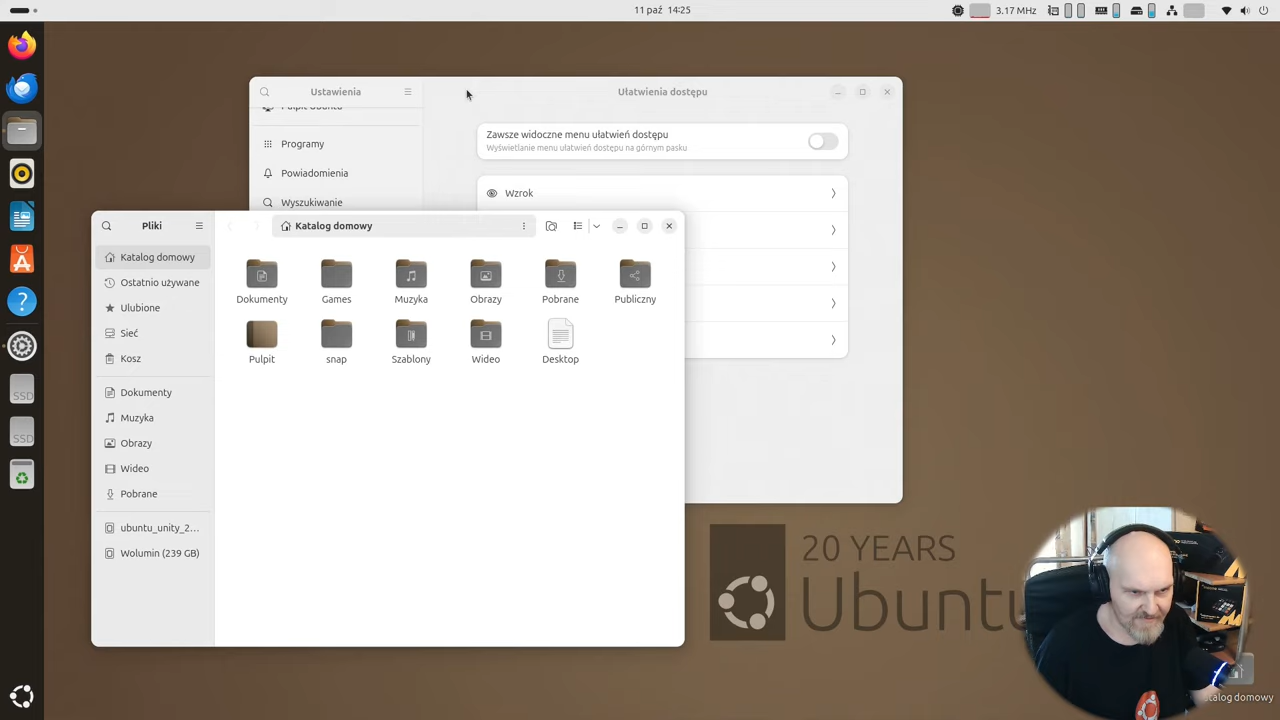 11 paź 14:25
3.17 MHz
Ustawienia
Ułatwienia dostępu
Pulpit Ubuntu
Zawsze widoczne menu ułatwień dostępu
Wyświetlanie menu ułatwień dostępu na górnym pasku
Programy
Powiadomienia
Wzrok
Wyszukiwanie
Pliki
Katalog domowy
Katalog domowy
Ostatnio używane
Ulubione
Sieć
Kosz
Dokumenty
Muzyka
Obrazy
Wideo
Pobrane
ubuntu_unity_2...
Wolumin (239 GB)
Dokumenty
Games
Muzyka
Obrazy
Pobrane
Publiczny
Pulpit
snap
Szablony
Wideo
Desktop
SSD
SSD
20 YEARS
Ubuntu
atalog domowy